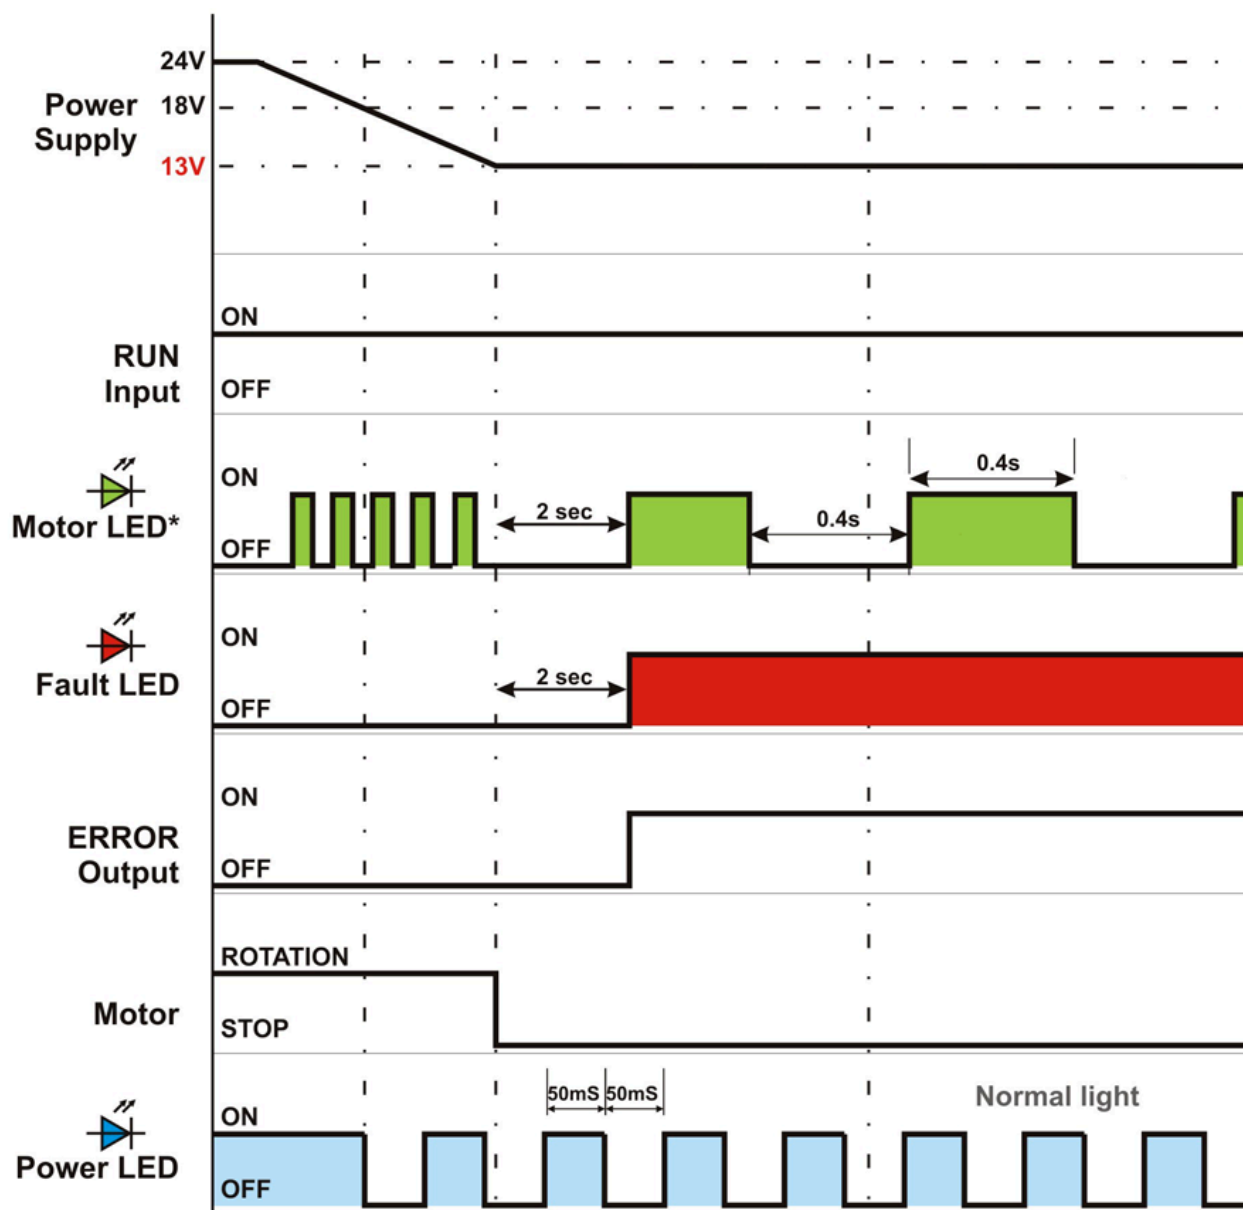 24V
Power
Supply
18V
13V
ON
RUN
Input
OFF
ON
0.4s
Motor LED*
2 sec
0.4s
OFF
ON
Fault LED
2 sec
OFF
ON
ERROR
Output
OFF
ROTATION
Motor
STOP
50mS 50mS
Normal light
ON
Power LED
OFF